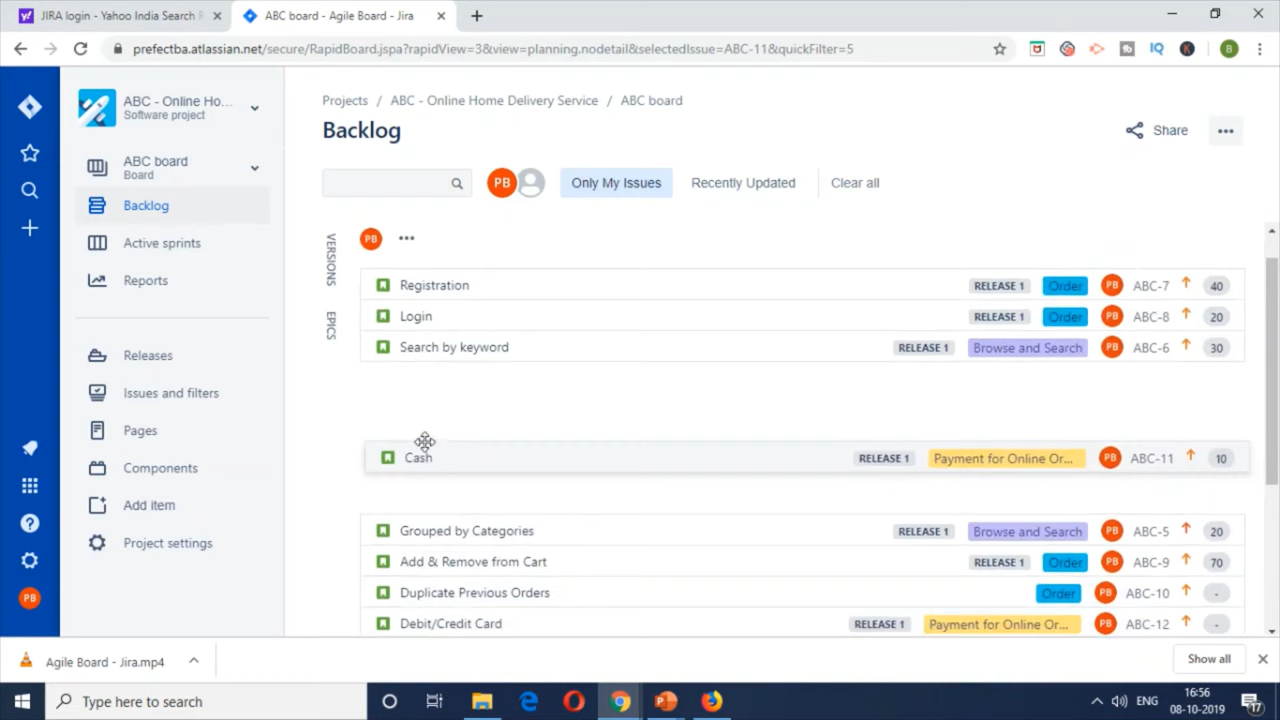 JIRA login - Yahoo India Search R
ABC board - Agile Board - Jira
prefectba.atlassian.net/secure/RapidBoard.jspa?rapidView=3&view=planning.nodetail&selectedIssue=ABC-11&quickFilter=5
IQ
K
B
ABC - Online Ho...
Software project
ABC board
Board
Backlog
Active sprints
Reports
Releases
Issues and filters
Pages
Components
Add item
Project settings
PB
Projects / ABC - Online Home Delivery Service / ABC board
Backlog
Share
PB
Only My Issues
Recently Updated
Clear all
VERSIONS
EPICS
PB
Registration RELEASE 1 Order PB ABC-7 40
Login RELEASE 1 Order PB ABC-8 20
Search by keyword RELEASE 1 Browse and Search PB ABC-6 30
Cash RELEASE 1 Payment for Online Or... PB ABC-11 10
Grouped by Categories RELEASE 1 Browse and Search PB ABC-5 20
Add & Remove from Cart RELEASE 1 Order PB ABC-9 70
Duplicate Previous Orders Order PB ABC-10 -
Debit/Credit Card RELEASE 1 Payment for Online Or... PB ABC-12 -
Agile Board - Jira.mp4
Show all
Type here to search
ENG
16:56
08-10-2019
17